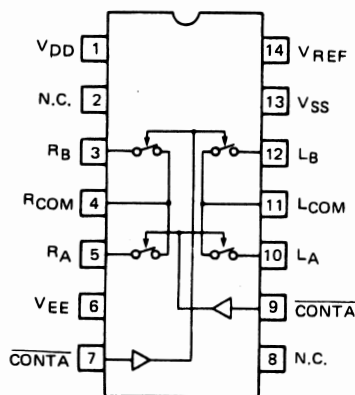 VDD 1
N.C. 2
RB 3
RCOM 4
RA 5
VEE 6
CONTA 7
14 VREF
13 VSS
12 LB
11 LCOM
10 LA
9 CONTA
8 N.C.